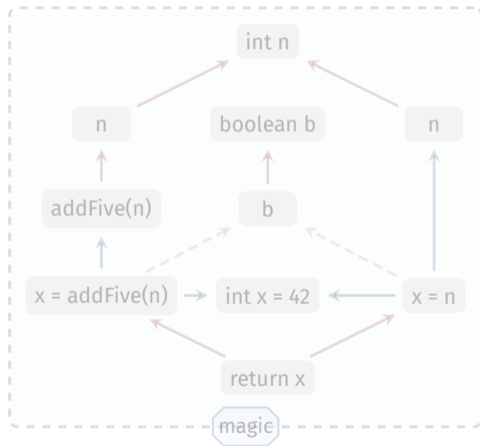 int n
n
boolean b
n
addFive(n)
b
x = addFive(n)
int x = 42
x = n
return x
magic